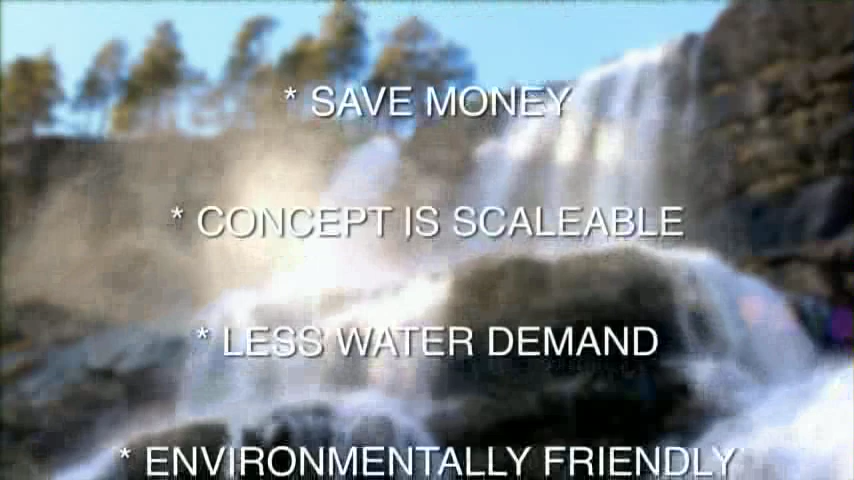 * SAVE MONEY
* CONCEPT IS SCALEABLE
* LESS WATER DEMAND
* ENVIRONMENTALLY FRIENDLY